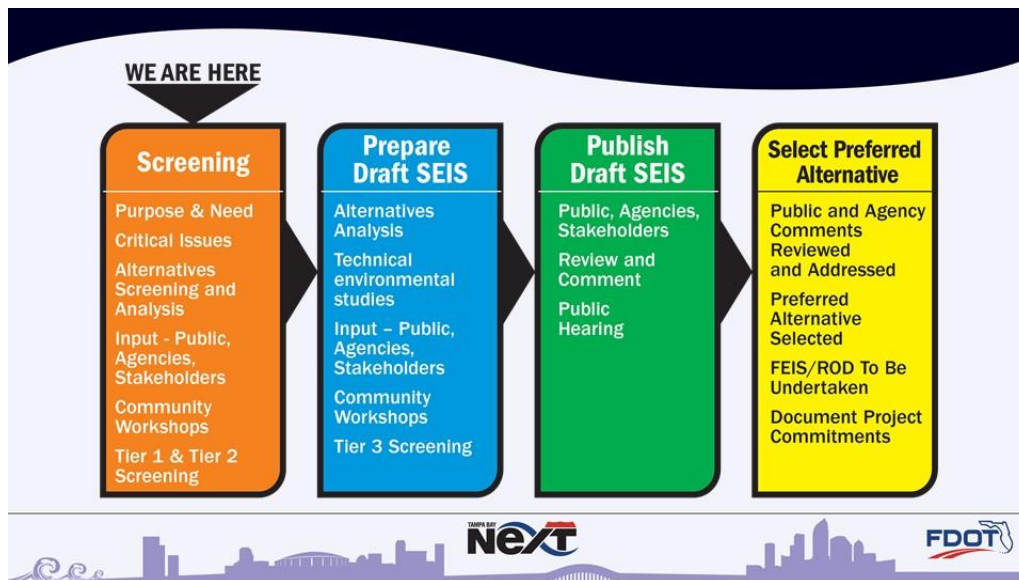 WE ARE HERE
Screening
Purpose & Need
Critical Issues
Alternatives
Screening and
Analysis
Input - Public,
Agencies,
Stakeholders
Community
Workshops
Tier 1 & Tier 2
Screening
Prepare
Draft SEIS
Alternatives
Analysis
Technical
environmental
studies
Input – Public,
Agencies,
Stakeholders
Community
Workshops
Tier 3 Screening
Publish
Draft SEIS
Public, Agencies,
Stakeholders
Review and
Comment
Public
Hearing
Select Preferred
Alternative
Public and Agency
Comments
Reviewed
and Addressed
Preferred
Alternative
Selected
FEIS/ROD To Be
Undertaken
Document Project
Commitments
TAMPA BAY
NeXT
FDOT